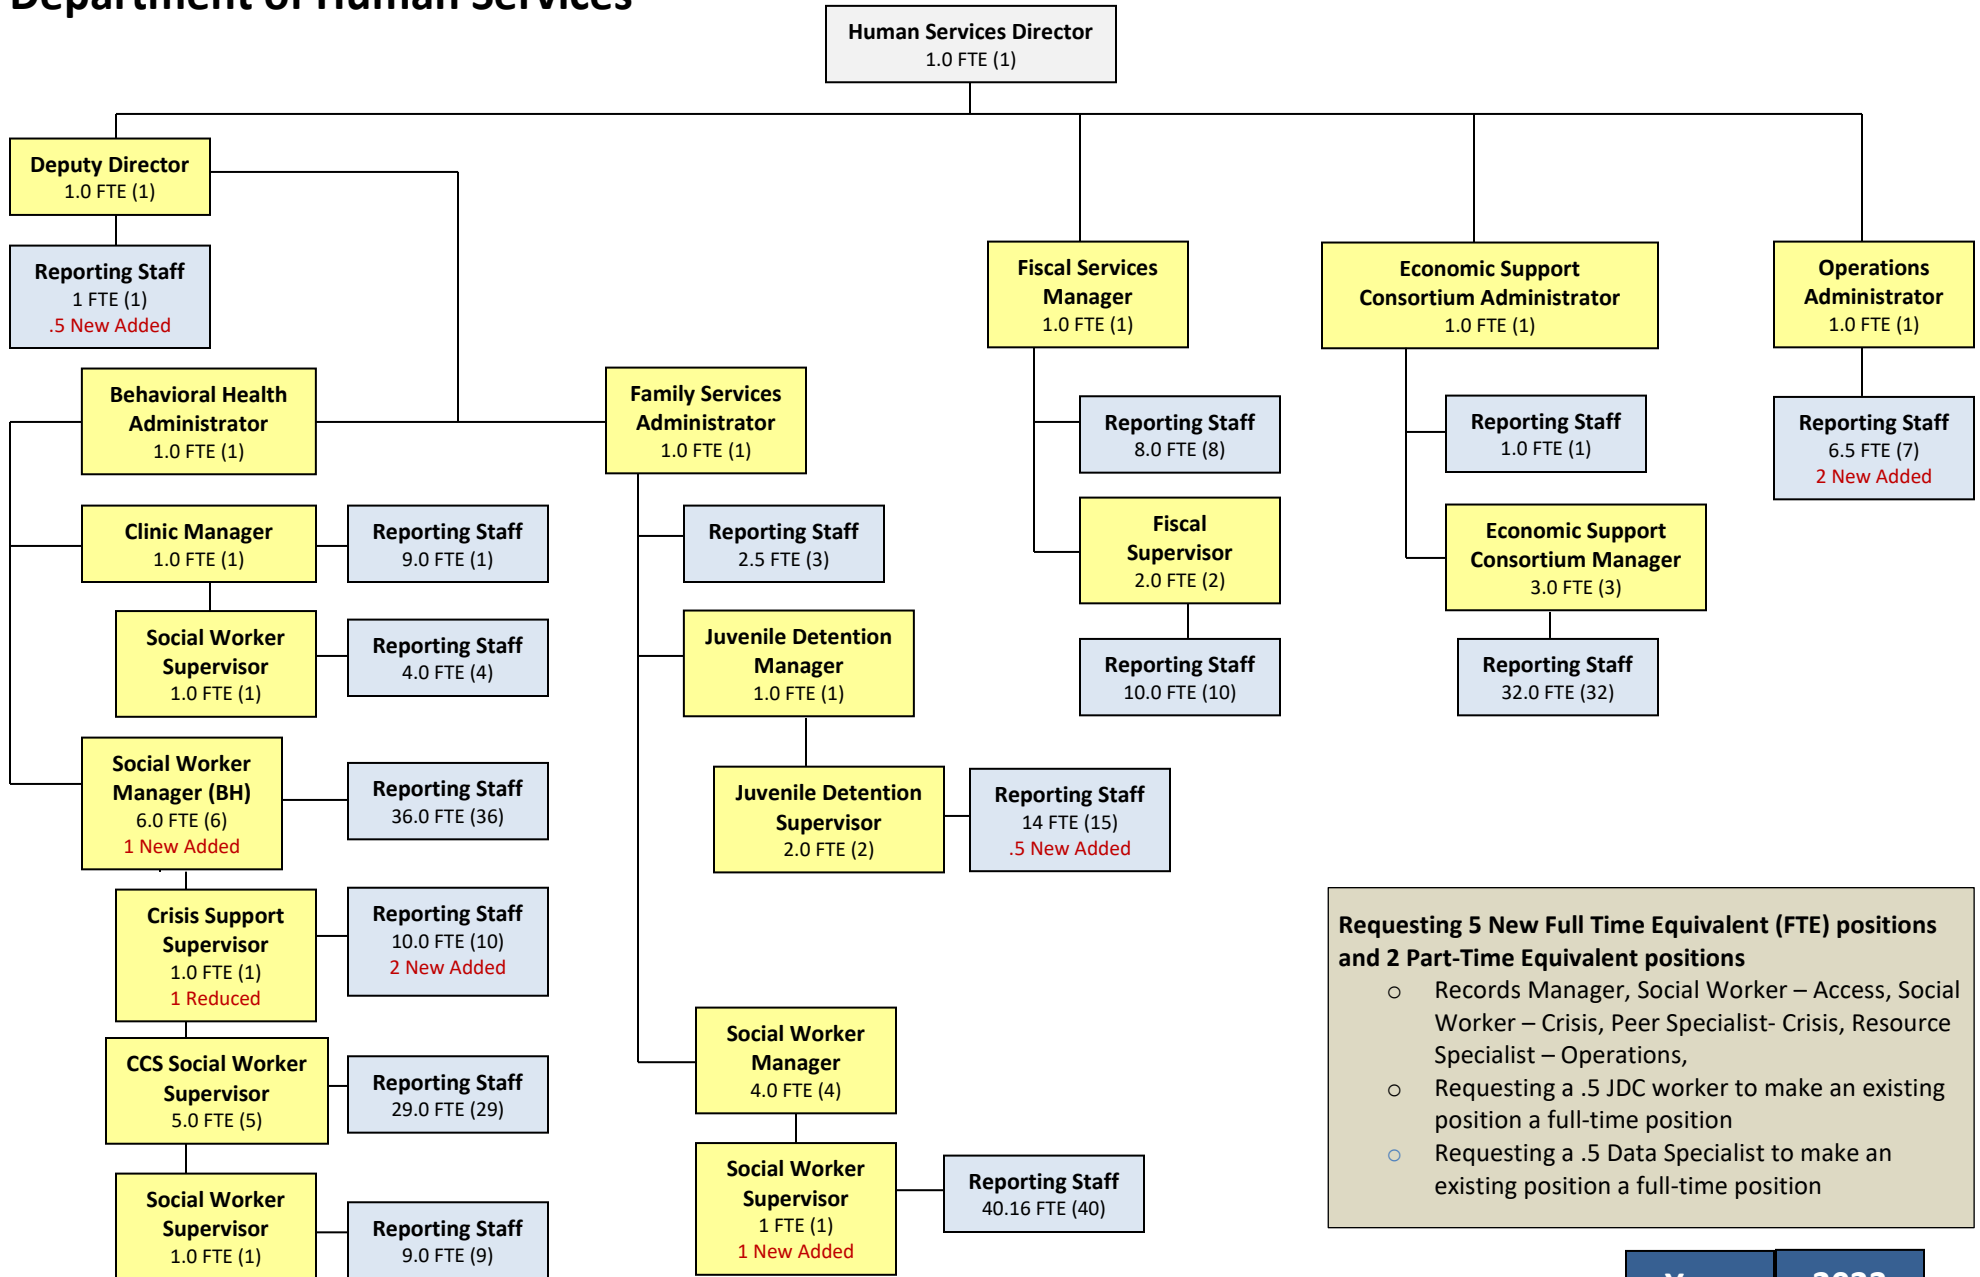 Department of Human Services
Human Services Director
1.0 FTE (1)
Deputy Director
1.0 FTE (1)
Reporting Staff
1 FTE (1)
.5 New Added
Fiscal Services
Manager
1.0 FTE (1)
Economic Support
Consortium Administrator
1.0 FTE (1)
Operations
Administrator
1.0 FTE (1)
Behavioral Health
Administrator
1.0 FTE (1)
Family Services
Administrator
1.0 FTE (1)
Reporting Staff
8.0 FTE (8)
Reporting Staff
1.0 FTE (1)
Reporting Staff
6.5 FTE (7)
2 New Added
Clinic Manager
1.0 FTE (1)
Reporting Staff
9.0 FTE (1)
Reporting Staff
2.5 FTE (3)
Fiscal
Supervisor
2.0 FTE (2)
Economic Support
Consortium Manager
3.0 FTE (3)
Social Worker
Supervisor
1.0 FTE (1)
Reporting Staff
4.0 FTE (4)
Juvenile Detention
Manager
1.0 FTE (1)
Reporting Staff
10.0 FTE (10)
Reporting Staff
32.0 FTE (32)
Social Worker
Manager (BH)
6.0 FTE (6)
1 New Added
Reporting Staff
36.0 FTE (36)
Juvenile Detention
Supervisor
2.0 FTE (2)
Reporting Staff
14 FTE (15)
.5 New Added
Crisis Support
Supervisor
1.0 FTE (1)
1 Reduced
Reporting Staff
10.0 FTE (10)
2 New Added
CCS Social Worker
Supervisor
5.0 FTE (5)
Reporting Staff
29.0 FTE (29)
Social Worker
Manager
4.0 FTE (4)
Social Worker
Supervisor
1.0 FTE (1)
Reporting Staff
9.0 FTE (9)
Social Worker
Supervisor
1 FTE (1)
1 New Added
Reporting Staff
40.16 FTE (40)
Requesting 5 New Full Time Equivalent (FTE) positions
and 2 Part-Time Equivalent positions
o Records Manager, Social Worker – Access, Social
Worker – Crisis, Peer Specialist- Crisis, Resource
Specialist – Operations,
o Requesting a .5 JDC worker to make an existing
position a full-time position
o Requesting a .5 Data Specialist to make an
existing position a full-time position